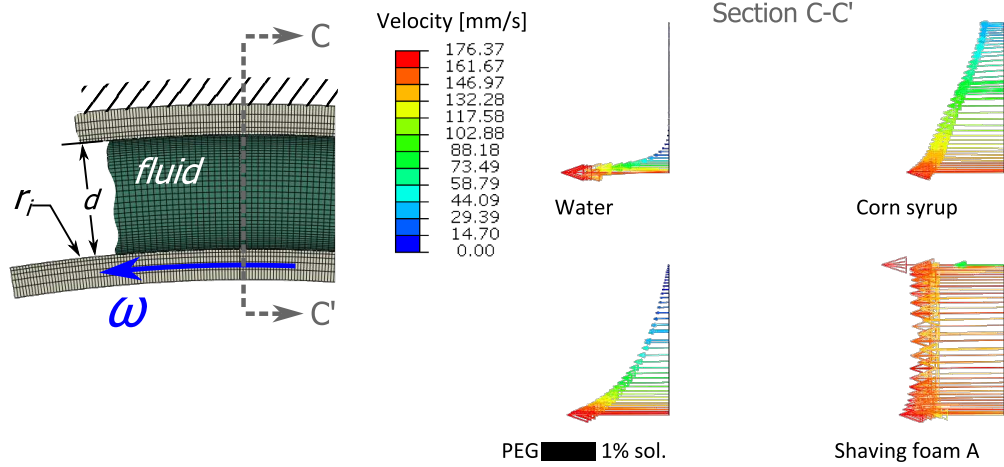 Velocity [mm/s]
Section C-C'
C
176.37
161.67
146.97
132.28
117.58
102.88
88.18
73.49
58.79
44.09
29.39
14.70
0.00
fluid
d
ri
ω
C'
Water
Corn syrup
PEG 1% sol.
Shaving foam A